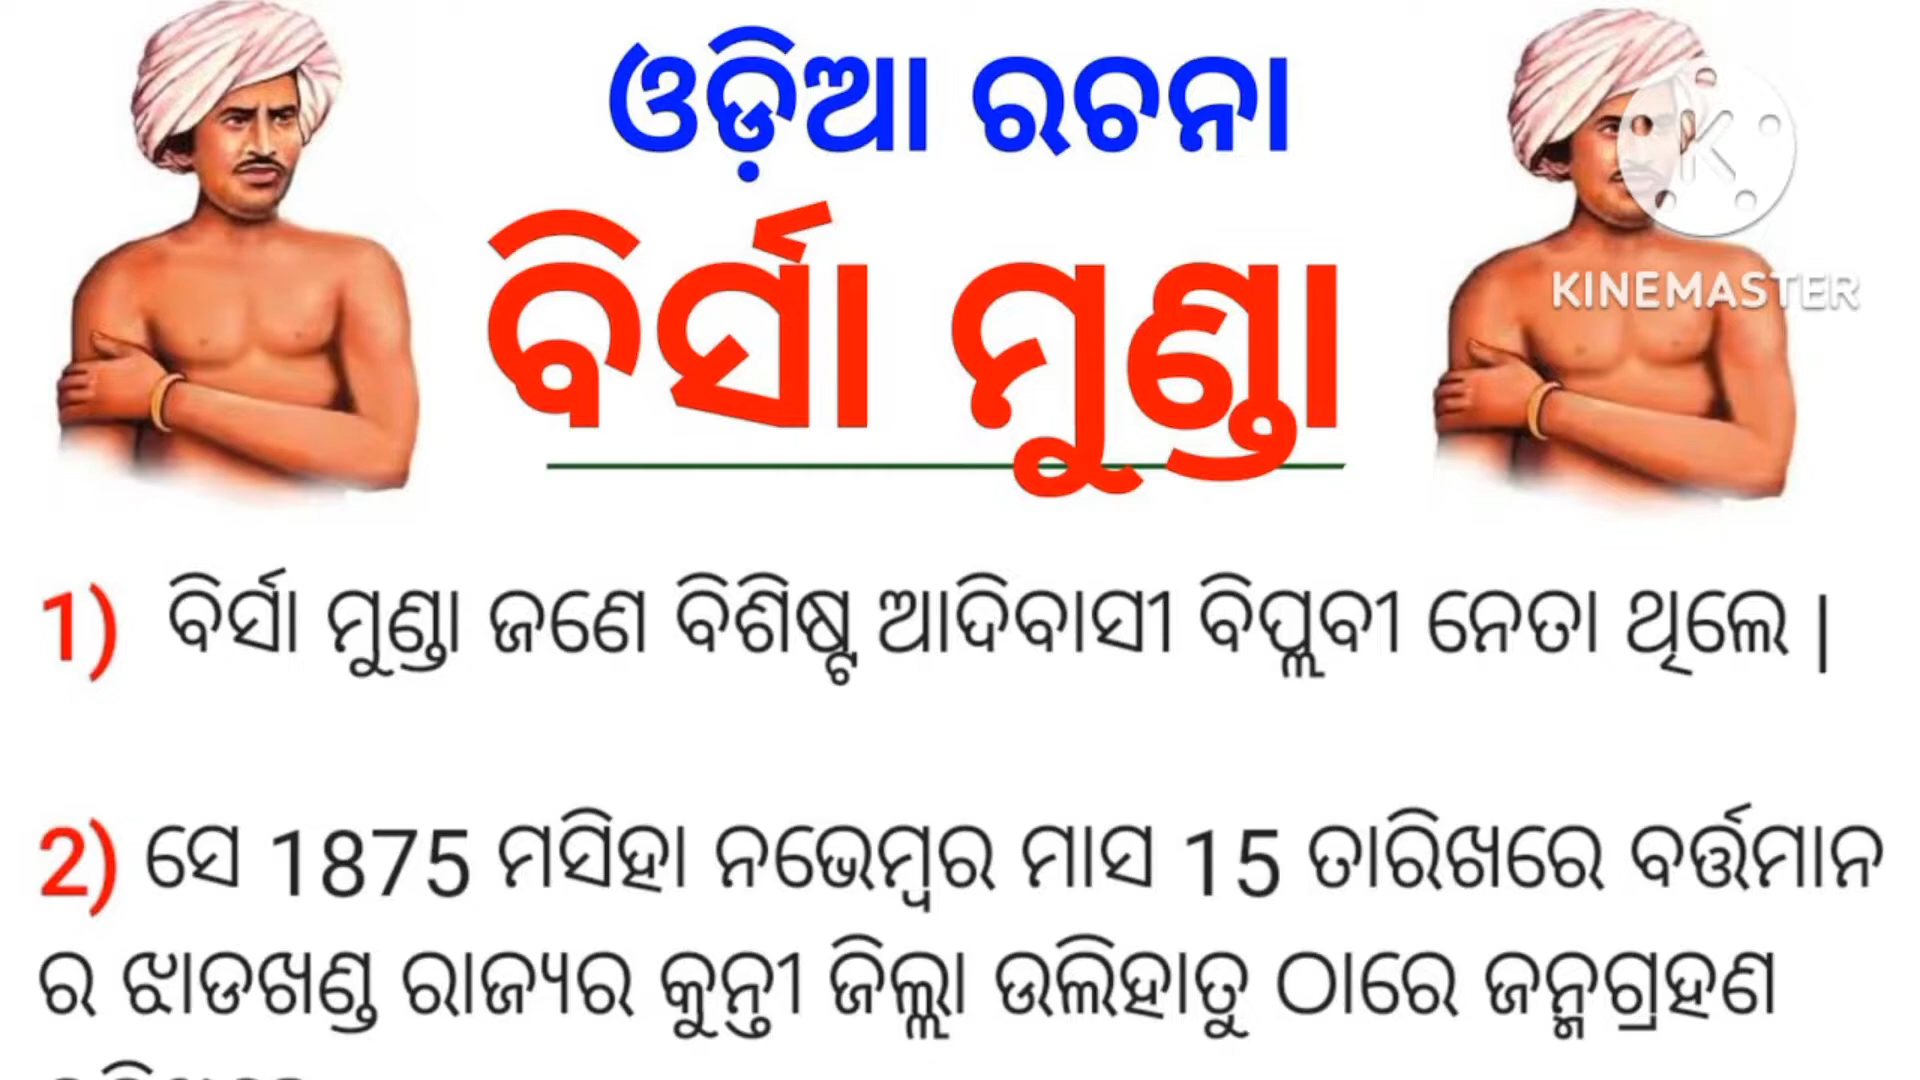 ଓଡ଼ିଆ ରଚନା
ବିର୍ସା ମୁଣ୍ଡା
KINEMASTER
1) ବିର୍ସା ମୁଣ୍ଡା ଜଣେ ବିଶିଷ୍ଟ ଆଦିବାସୀ ବିପ୍ଲବୀ ନେତା ଥିଲେ |
2) ସେ 1875 ମସିହା ନଭେମ୍ବର ମାସ 15 ତାରିଖରେ ବର୍ତ୍ତମାନ
ର ଝାଡଖଣ୍ଡ ରାଜ୍ୟର କୁନ୍ତୀ ଜିଲ୍ଲା ଉଲିହାତୁ ଠାରେ ଜନ୍ମଗ୍ରହଣ